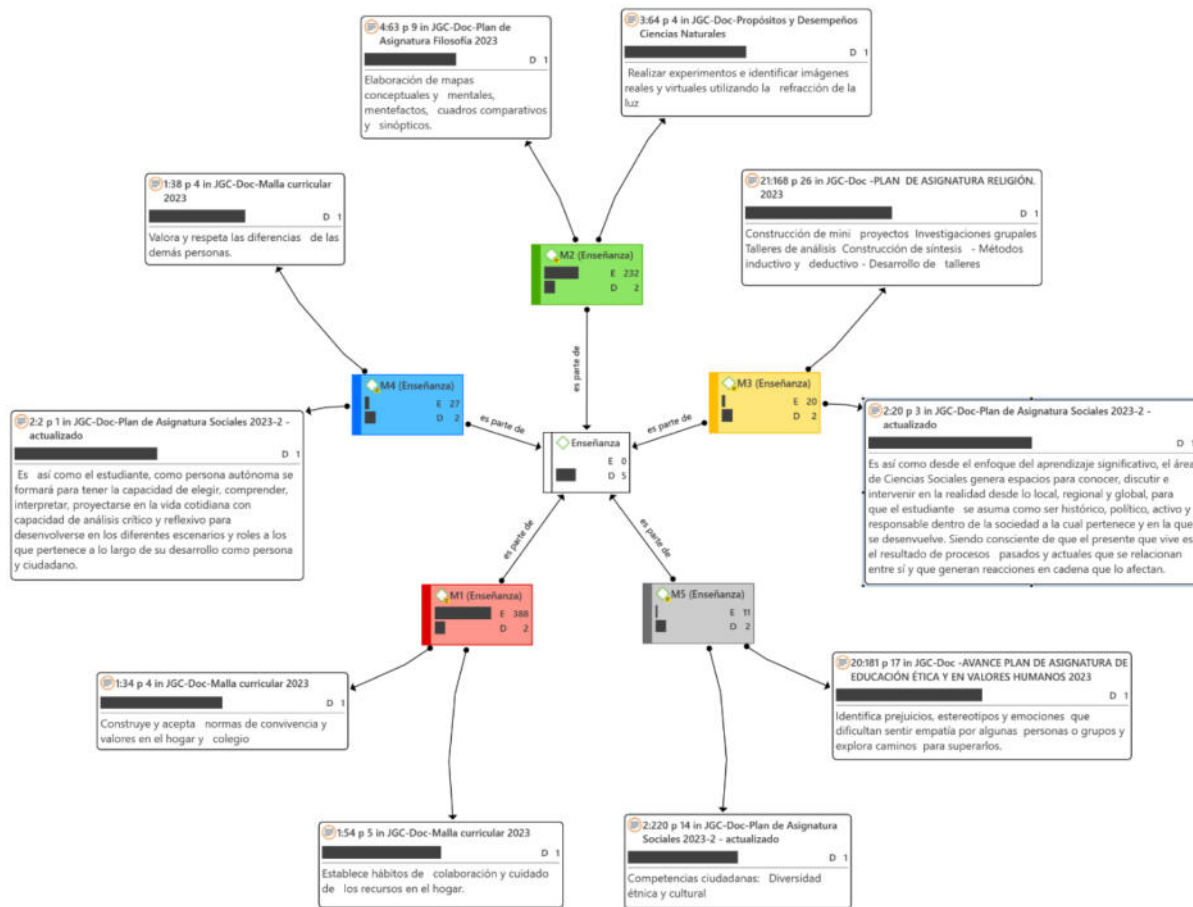 4:63 p 9 in JGC-Doc-Plan de
Asignatura Filosofía 2023
D 1
Elaboración de mapas
conceptuales y mentales,
mentefactos, cuadros comparativos
y sinópticos.
3:64 p 4 in JGC-Doc-Propósitos y Desempeños
Ciencias Naturales
D 1
Realizar experimentos e identificar imágenes
reales y virtuales utilizando la refracción de la
luz
1:38 p 4 in JGC-Doc-Malla curricular
2023
D 1
Valora y respeta las diferencias de las
demás personas.
21:168 p 26 in JGC-Doc -PLAN DE ASIGNATURA RELIGIÓN.
2023
D 1
Construcción de mini proyectos Investigaciones grupales
Talleres de análisis Construcción de síntesis - Métodos
inductivo y deductivo - Desarrollo de talleres
M2 (Enseñanza)
E 232
D 2
es parte de
M4 (Enseñanza)
E 27
D 2
es parte de
M3 (Enseñanza)
E 20
D 2
es parte de
2:2 p 1 in JGC-Doc-Plan de Asignatura Sociales 2023-2 -
actualizado
D 1
Es así como el estudiante, como persona autónoma se
formará para tener la capacidad de elegir, comprender,
interpretar, proyectarse en la vida cotidiana con
capacidad de análisis crítico y reflexivo para
desenvolverse en los diferentes escenarios y roles a los
que pertenece a lo largo de su desarrollo como persona
y ciudadano.
Enseñanza
E 0
D 5
2:20 p 3 in JGC-Doc-Plan de Asignatura Sociales 2023-2 -
actualizado
D 1
Es así como desde el enfoque del aprendizaje significativo, el área
de Ciencias Sociales genera espacios para conocer, discutir e
intervenir en la realidad desde lo local, regional y global, para
que el estudiante se asuma como ser histórico, político, activo y
responsable dentro de la sociedad a la cual pertenece y en la que
se desenvuelve. Siendo consciente de que el presente que vive es
el resultado de procesos pasados y actuales que se relacionan
entre sí y que generan reacciones en cadena que lo afectan.
es parte de
es parte de
M1 (Enseñanza)
E 388
D 2
M5 (Enseñanza)
E 11
D 2
1:34 p 4 in JGC-Doc-Malla curricular 2023
D 1
Construye y acepta normas de convivencia y
valores en el hogar y colegio
20:181 p 17 in JGC-Doc -AVANCE PLAN DE ASIGNATURA DE
EDUCACIÓN ÉTICA Y EN VALORES HUMANOS 2023
D 1
Identifica prejuicios, estereotipos y emociones que
dificultan sentir empatía por algunas personas o grupos y
explora caminos para superarlos.
1:54 p 5 in JGC-Doc-Malla curricular 2023
D 1
Establece hábitos de colaboración y cuidado
de los recursos en el hogar.
2:220 p 14 in JGC-Doc-Plan de Asignatura
Sociales 2023-2 - actualizado
D 1
Competencias ciudadanas: Diversidad
étnica y cultural